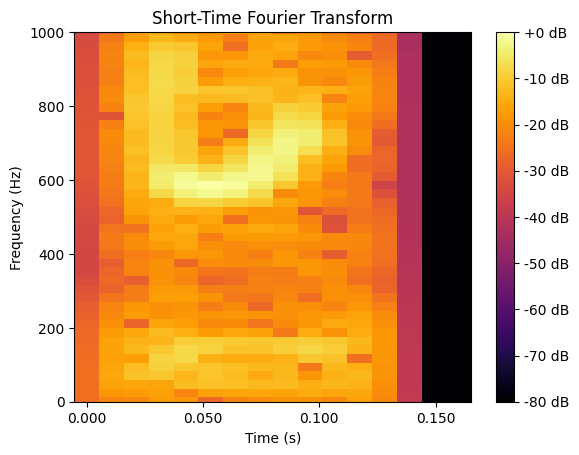 Short-Time Fourier Transform
1000
800
600
400
200
0
Frequency (Hz)
0.000
0.050
0.100
0.150
Time (s)
+0 dB
-10 dB
-20 dB
-30 dB
-40 dB
-50 dB
-60 dB
-70 dB
-80 dB